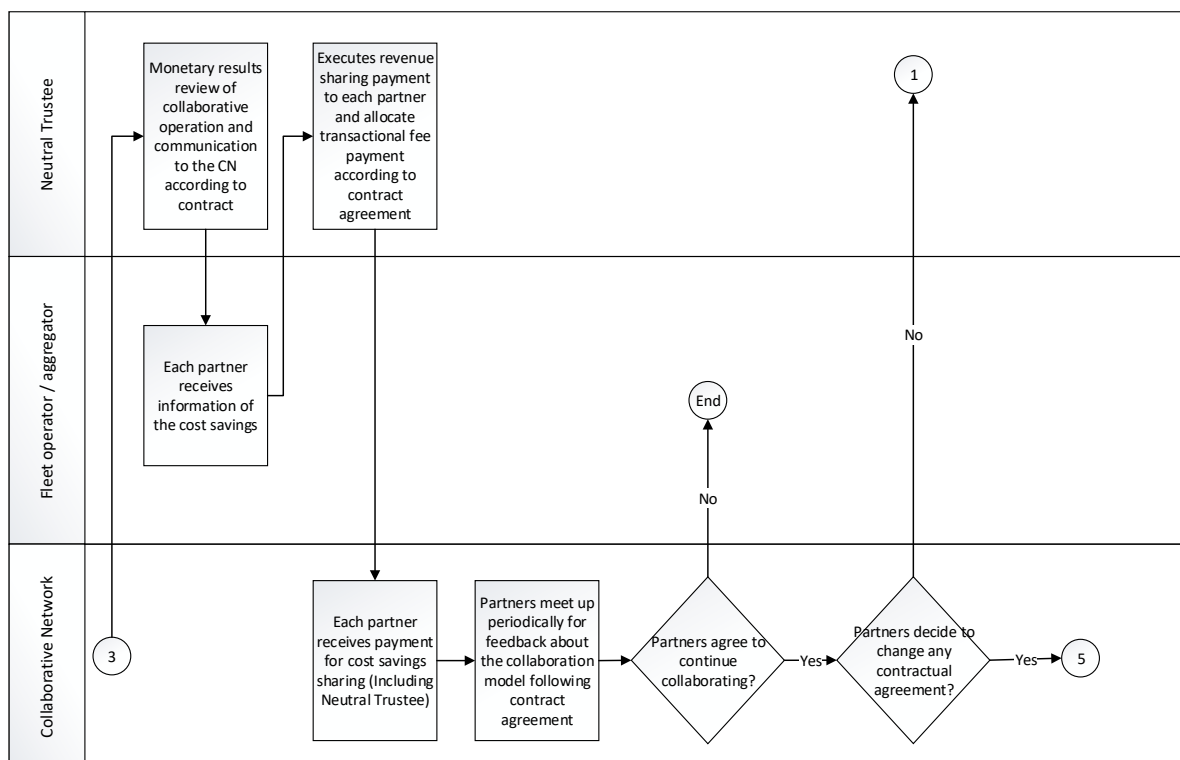 Neutral Trustee
Monetary results
review of
collaborative
operation and
communication
to the CN
according to
contract
Executes revenue
sharing payment
to each partner
and allocate
transactional fee
payment
according to
contract
agreement
1
Fleet operator / aggregator
Each partner
receives
information of
the cost savings
End
No
No
Collaborative Network
3
Each partner
receives payment
for cost savings
sharing (Including
Neutral Trustee)
Partners meet up
periodically for
feedback about
the collaboration
model following
contract
agreement
Partners agree to
continue
collaborating?
Yes
Partners decide to
change any
contractual
agreement?
Yes
5